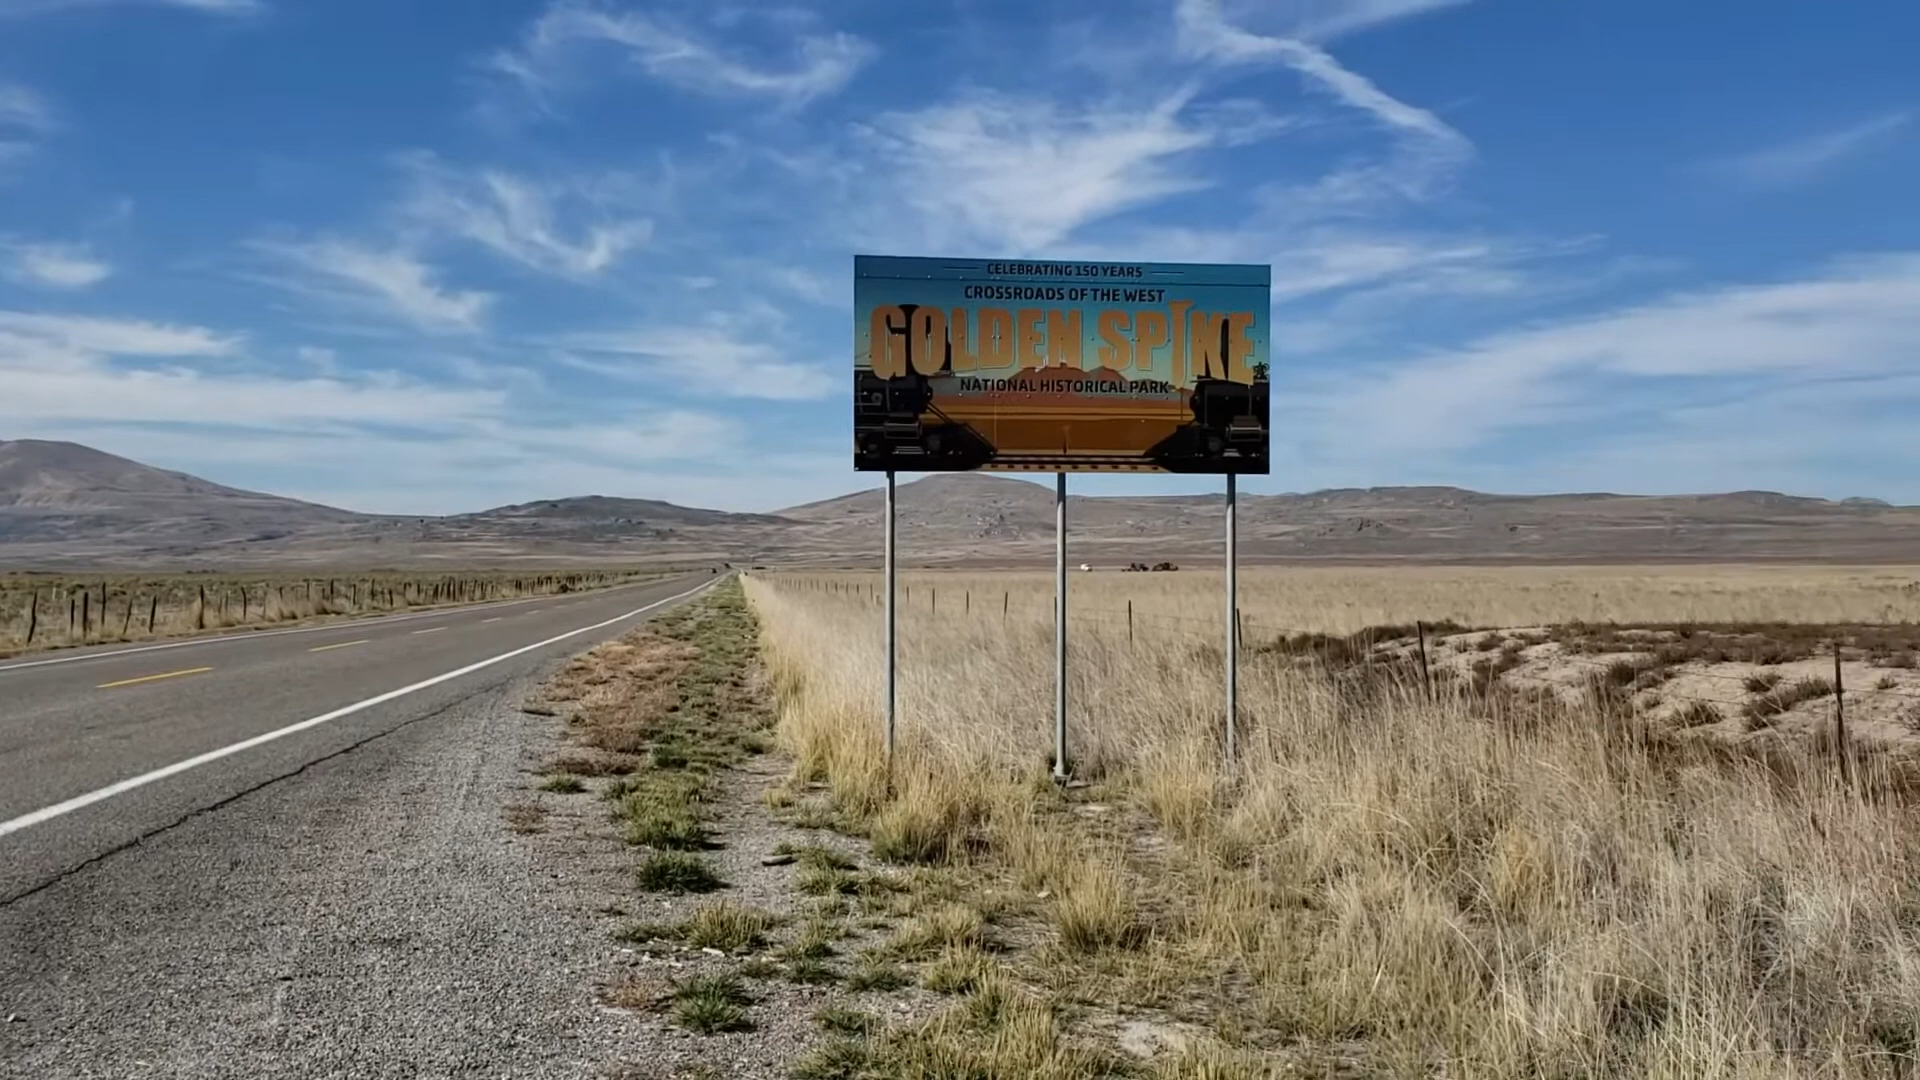 CELEBRATING 150 YEARS
CROSSROADS OF THE WEST
GOLDEN SPIKE
NATIONAL HISTORICAL PARK